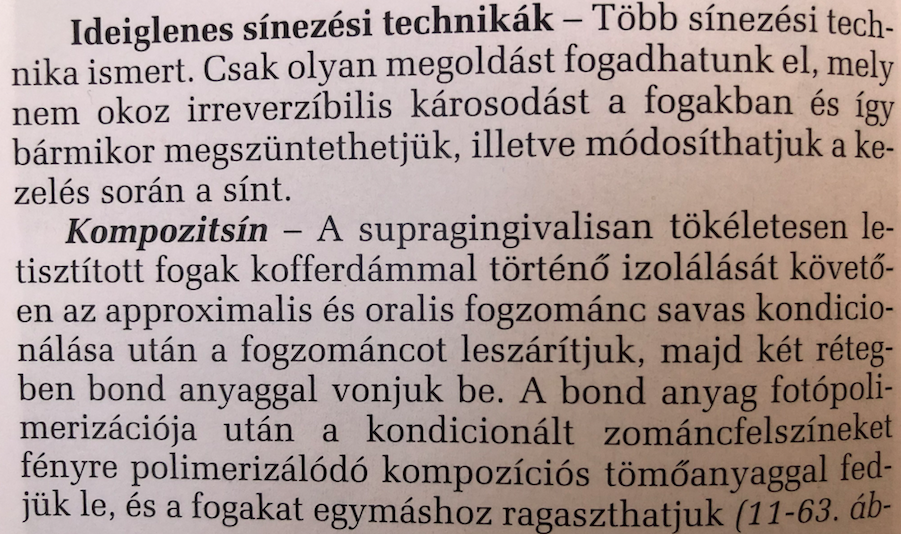 Ideiglenes sínezési technikák – Több sínezési tech-
nika ismert. Csak olyan megoldást fogadhatunk el, mely
nem okoz irreverzíbilis károsodást a fogakban és így
bármikor megszüntethetjük, illetve módosíthatjuk a ke-
zelés során a sínt.
Kompozitsín – A supragingivalisan tökéletesen le-
tisztított fogak kofferdámmal történő izolálását követő-
en az approximalis és oralis fogzománc savas kondicio-
nálása után a fogzománcot leszárítjuk, majd két réteg-
ben bond anyaggal vonjuk be. A bond anyag fotópoli-
merizációja után a kondicionált zománcfelszíneket
fényre polimerizálódó kompozíciós tömőanyaggal fed-
jük le, és a fogakat egymáshoz ragaszthatjuk (11-63. áb-